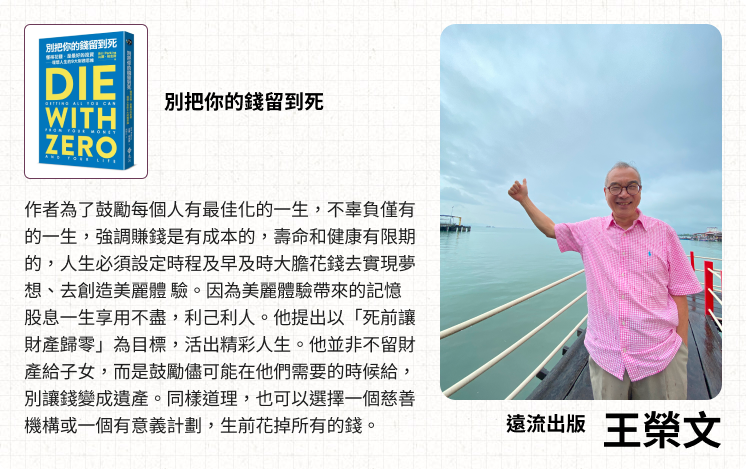 別把你的錢留到死
DIE
GETTING ALL YOU CAN
WITH
FROM YOUR MONEY
ZERO
AND YOUR LIFE
別把你的錢留到死
作者為了鼓勵每個人有最佳化的一生，不辜負僅有
的一生，強調賺錢是有成本的，壽命和健康有限期
的，人生必須設定時程及早及時大膽花錢去實現夢
想、去創造美麗體 驗。因為美麗體驗帶來的記憶
股息一生享用不盡，利己利人。他提出以「死前讓
財產歸零」為目標，活出精彩人生。他並非不留財
產給子女，而是鼓勵儘可能在他們需要的時候給，
別讓錢變成遺產。同樣道理，也可以選擇一個慈善
機構或一個有意義計劃，生前花掉所有的錢。
遠流出版 王榮文